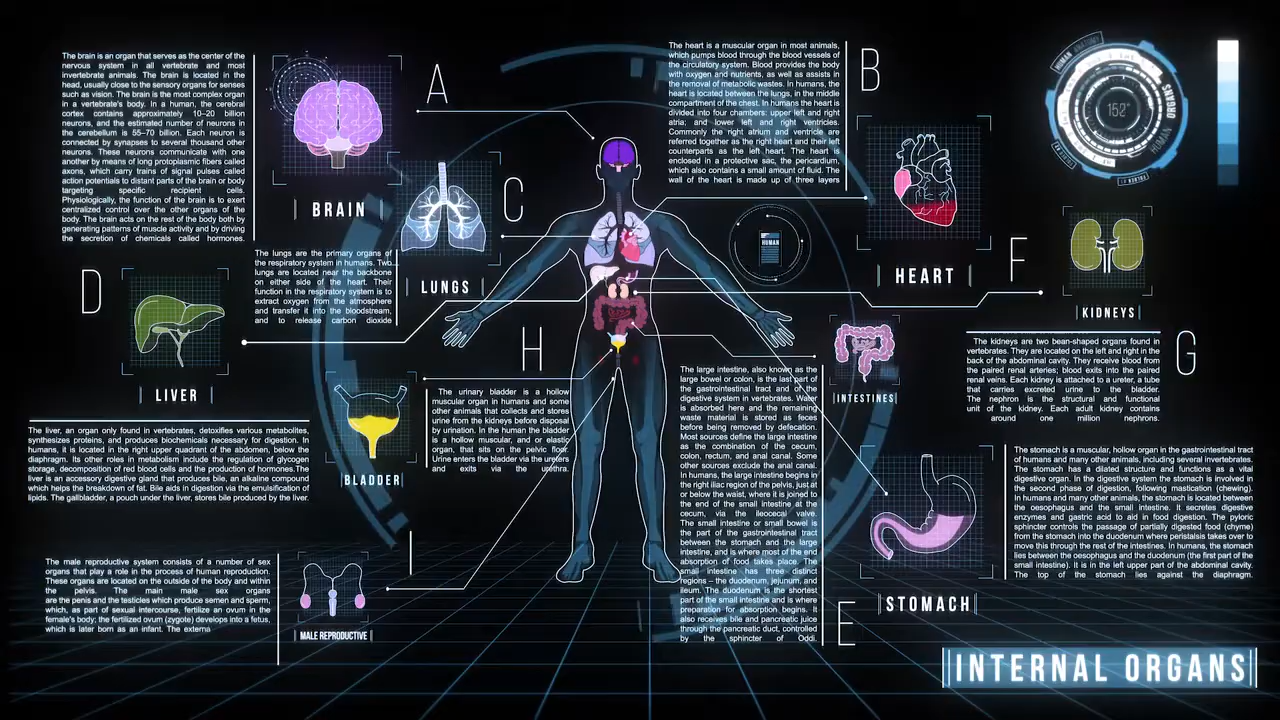 The brain is an organ that serves as the center of the
nervous system in all vertebrate and most
invertebrate animals. The brain is located in the
head, usually close to the sensory organs for senses
such as vision. The brain is the most complex organ
in a vertebrate's body. In a human, the cerebral
cortex contains approximately 10–20 billion
neurons, and the estimated number of neurons in
the cerebellum is 55–70 billion. Each neuron is
connected by synapses to several thousand other
neurons. These neurons communicate with one
another by means of long protoplasmic fibers called
axons, which carry trains of signal pulses called
action potentials to distant parts of the brain or body
targeting specific recipient cells.
Physiologically, the function of the brain is to exert
centralized control over the other organs of the
body. The brain acts on the rest of the body both by
generating patterns of muscle activity and by driving
the secretion of chemicals called hormones.
BRAIN
A
The heart is a muscular organ in most animals,
which pumps blood through the blood vessels of
the circulatory system. Blood provides the body
with oxygen and nutrients, as well as assists in
the removal of metabolic wastes. In humans, the
heart is located between the lungs, in the middle
compartment of the chest. In humans the heart is
divided into four chambers: upper left and right
atria; and lower left and right ventricles.
Commonly the right atrium and ventricle are
referred together as the right heart and their left
counterparts as the left heart. The heart is
enclosed in a protective sac, the pericardium,
which also contains a small amount of fluid. The
wall of the heart is made up of three layers
B
HEART
152°
HUMAN
ORGANS
HUMAN
C
LUNGS
The lungs are the primary organs of
the respiratory system in humans. Two
lungs are located near the backbone
on either side of the heart. Their
function in the respiratory system is to
extract oxygen from the atmosphere
and transfer it into the bloodstream,
and to release carbon dioxide
HUMAN
F
KIDNEYS
D
LIVER
The liver, an organ only found in vertebrates, detoxifies various metabolites,
synthesizes proteins, and produces biochemicals necessary for digestion. In
humans, it is located in the right upper quadrant of the abdomen, below the
diaphragm. Its other roles in metabolism include the regulation of glycogen
storage, decomposition of red blood cells and the production of hormones.The
liver is an accessory digestive gland that produces bile, an alkaline compound
which helps the breakdown of fat. Bile aids in digestion via the emulsification of
lipids. The gallbladder, a pouch under the liver, stores bile produced by the liver.
H
BLADDER
The urinary bladder is a hollow
muscular organ in humans and some
other animals that collects and stores
urine from the kidneys before disposal
by urination. In the human the bladder
is a hollow muscular, and or elastic
organ, that sits on the pelvic floor.
Urine enters the bladder via the ureters
and exits via the urethra.
INTESTINES
The large intestine, also known as the
large bowel or colon, is the last part of
the gastrointestinal tract and of the
digestive system in vertebrates. Water
is absorbed here and the remaining
waste material is stored as feces
before being removed by defecation.
Most sources define the large intestine
as the combination of the cecum,
colon, rectum, and anal canal. Some
other sources exclude the anal canal.
In humans, the large intestine begins in
the right iliac region of the pelvis, just at
or below the waist, where it is joined to
the end of the small intestine at the
cecum, via the ileocecal valve.
The small intestine or small bowel is
the part of the gastrointestinal tract
between the stomach and the large
intestine, and is where most of the end
absorption of food takes place. The
small intestine has three distinct
regions – the duodenum, jejunum, and
ileum. The duodenum is the shortest
part of the small intestine and is where
preparation for absorption begins. It
also receives bile and pancreatic juice
through the pancreatic duct, controlled
by the sphincter of Oddi.
E
The kidneys are two bean-shaped organs found in
vertebrates. They are located on the left and right in the
back of the abdominal cavity. They receive blood from
the paired renal arteries; blood exits into the paired
renal veins. Each kidney is attached to a ureter, a tube
that carries excreted urine to the bladder.
The nephron is the structural and functional
unit of the kidney. Each adult kidney contains
around one million nephrons.
G
STOMACH
The stomach is a muscular, hollow organ in the gastrointestinal tract
of humans and many other animals, including several invertebrates.
The stomach has a dilated structure and functions as a vital
digestive organ. In the digestive system the stomach is involved in
the second phase of digestion, following mastication (chewing).
In humans and many other animals, the stomach is located between
the oesophagus and the small intestine. It secretes digestive
enzymes and gastric acid to aid in food digestion. The pyloric
sphincter controls the passage of partially digested food (chyme)
from the stomach into the duodenum where peristalsis takes over to
move this through the rest of the intestines. In humans, the stomach
lies between the oesophagus and the duodenum (the first part of the
small intestine). It is in the left upper part of the abdominal cavity.
The top of the stomach lies against the diaphragm.
The male reproductive system consists of a number of sex
organs that play a role in the process of human reproduction.
These organs are located on the outside of the body and within
the pelvis. The main male sex organs
are the penis and the testicles which produce semen and sperm,
which, as part of sexual intercourse, fertilize an ovum in the
female's body; the fertilized ovum (zygote) develops into a fetus,
which is later born as an infant. The externa
MALE REPRODUCTIVE
INTERNAL ORGANS